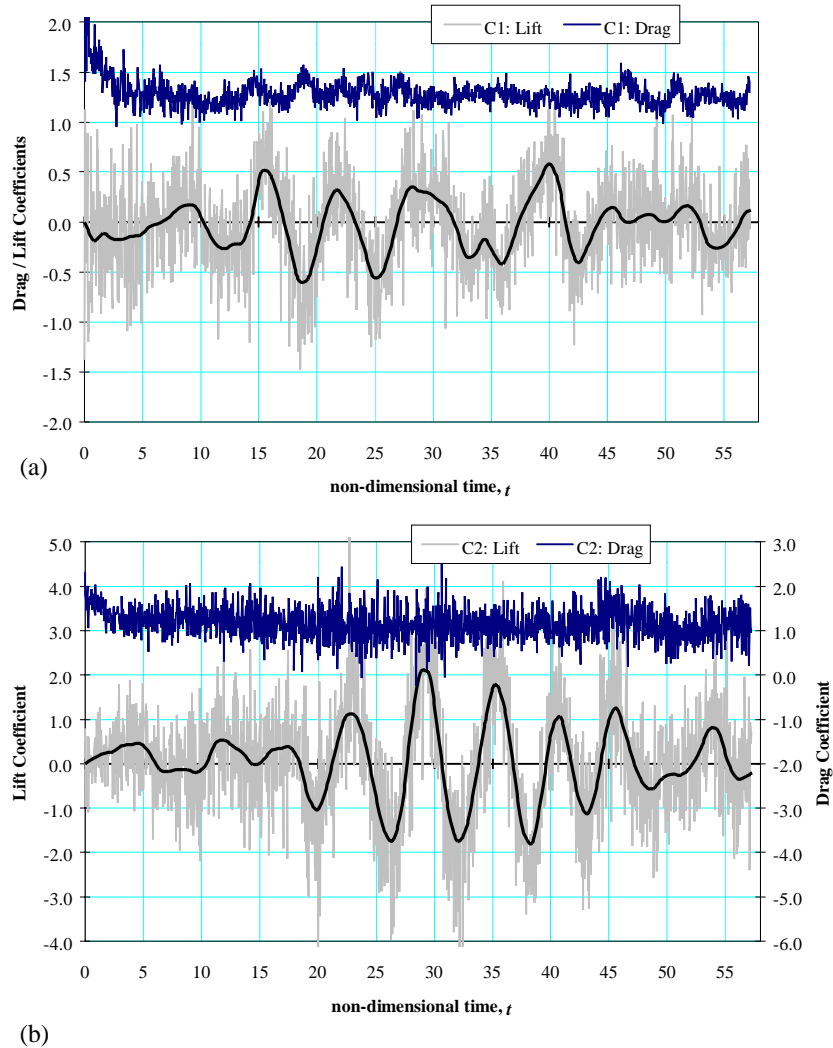 C1: Lift C1: Drag
2.0
1.5
1.0
0.5
0.0
-0.5
-1.0
-1.5
-2.0
Drag / Lift Coefficients
0 5 10 15 20 25 30 35 40 45 50 55
non-dimensional time, t
(a)
C2: Lift C2: Drag
5.0
4.0
3.0
2.0
1.0
0.0
-1.0
-2.0
-3.0
-4.0
Lift Coefficient
3.0
2.0
1.0
0.0
-1.0
-2.0
-3.0
-4.0
-5.0
-6.0
Drag Coefficient
0 5 10 15 20 25 30 35 40 45 50 55
non-dimensional time, t
(b)